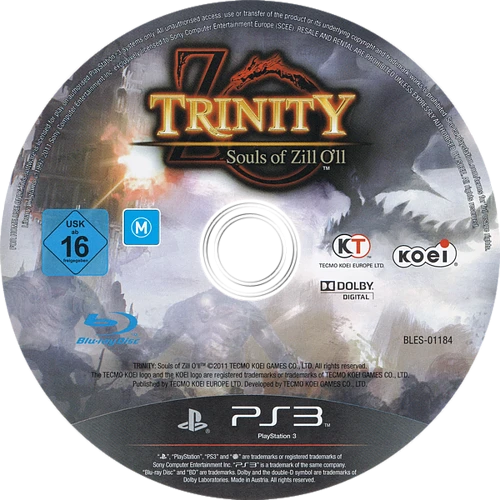 TRINITY
Souls of Zill O'll
TM
USK
ab
16
freigegeben
M
KT
TECMO KOEI EUROPE LTD.
KOEI
DOLBY
DIGITAL
Blu-ray Disc
BLES-01184
TRINITY: Souls of Zill O'll™ ©2011 TECMO KOEI GAMES CO., LTD. All rights reserved.
The TECMO KOEI logo and the KOEI logo are registered trademarks or trademarks of TECMO KOEI GAMES CO., LTD.
Published by TECMO KOEI EUROPE LTD. Developed by TECMO KOEI GAMES CO., LTD.
PS3
PlayStation 3
", "PlayStation", "PS3" and " " are trademarks or registered trademarks of
Sony Computer Entertainment Inc. "PS3" is a trademark of the same company.
"Blu-ray Disc" and "BD" are trademarks. Dolby and the double-D symbol are trademarks of
Dolby Laboratories. Made in Austria. All rights reserved.